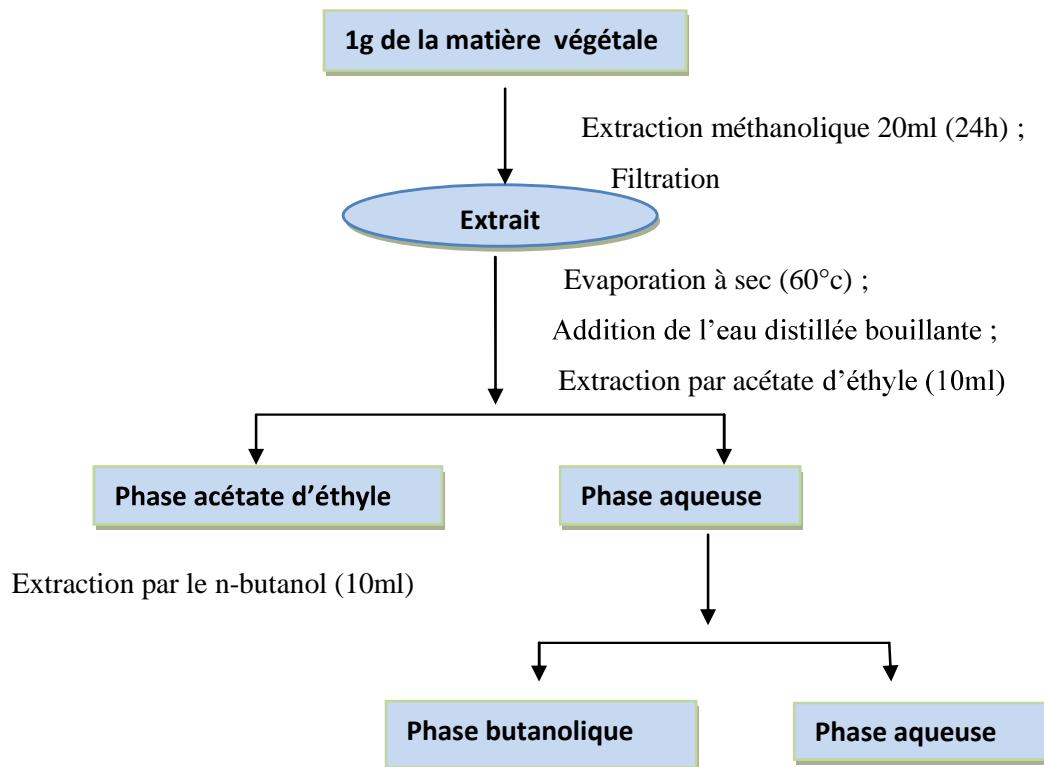 1g de la matière végétale
Extraction méthanolique 20ml (24h) ;
Filtration
Extrait
Evaporation à sec (60°c) ;
Addition de l’eau distillée bouillante ;
Extraction par acétate d’éthyle (10ml)
Phase acétate d’éthyle
Phase aqueuse
Extraction par le n-butanol (10ml)
Phase butanolique
Phase aqueuse